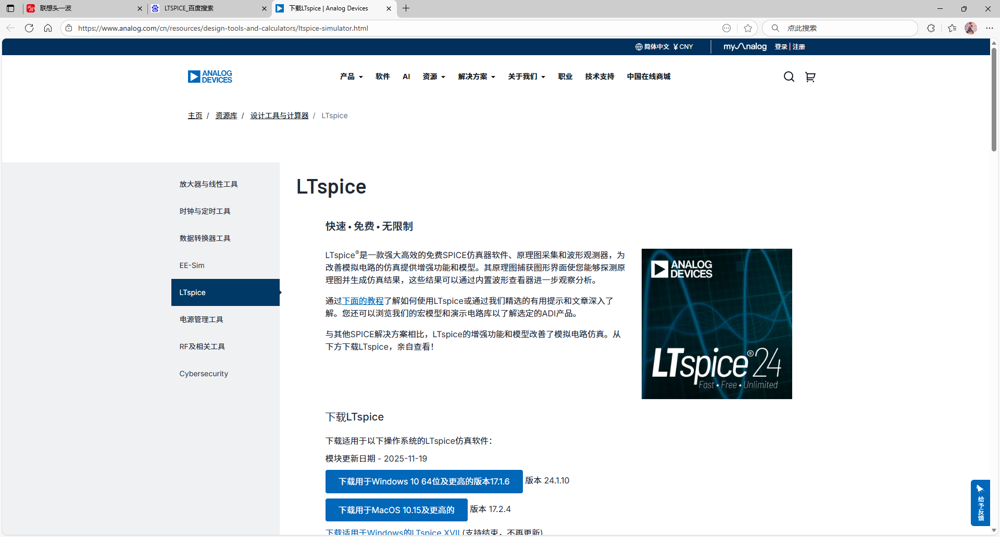 联想头一波
LTSPICE_百度搜索
下载LTspice | Analog Devices
https://www.analog.com/cn/resources/design-tools-and-calculators/ltspice-simulator.html
点此搜索
简体中文 ¥ CNY
myAnalog
登录 | 注册
ANALOG
DEVICES
产品
软件
AI
资源
解决方案
关于我们
职业
技术支持
中国在线商城
主页 / 资源库 / 设计工具与计算器 / LTspice
放大器与线性工具
时钟与定时工具
数据转换器工具
EE-Sim
LTspice
电源管理工具
RF及相关工具
Cybersecurity
LTspice
快速 • 免费 • 无限制
LTspice®是一款强大高效的免费SPICE仿真器软件、原理图采集和波形观测器，为
改善模拟电路的仿真提供增强功能和模型。其原理图捕获图形界面使您能够探测原
理图并生成仿真结果，这些结果可以通过内置波形查看器进一步观察分析。
通过下面的教程了解如何使用LTspice或通过我们精选的有用提示和文章深入了
解。您还可以浏览我们的宏模型和演示电路库以了解选定的ADI产品。
与其他SPICE解决方案相比，LTspice的增强功能和模型改善了模拟电路仿真。从
下方下载LTspice，亲自查看！
ANALOG
DEVICES
LTspice®24
Fast • Free • Unlimited
下载LTspice
下载适用于以下操作系统的LTspice仿真软件：
模块更新日期 - 2025-11-19
下载用于Windows 10 64位及更高的版本17.1.6 版本 24.1.10
下载用于MacOS 10.15及更高的 版本 17.2.4
下载适用于Windows的LTspice XVII (支持结束，不再更新)
给予反馈